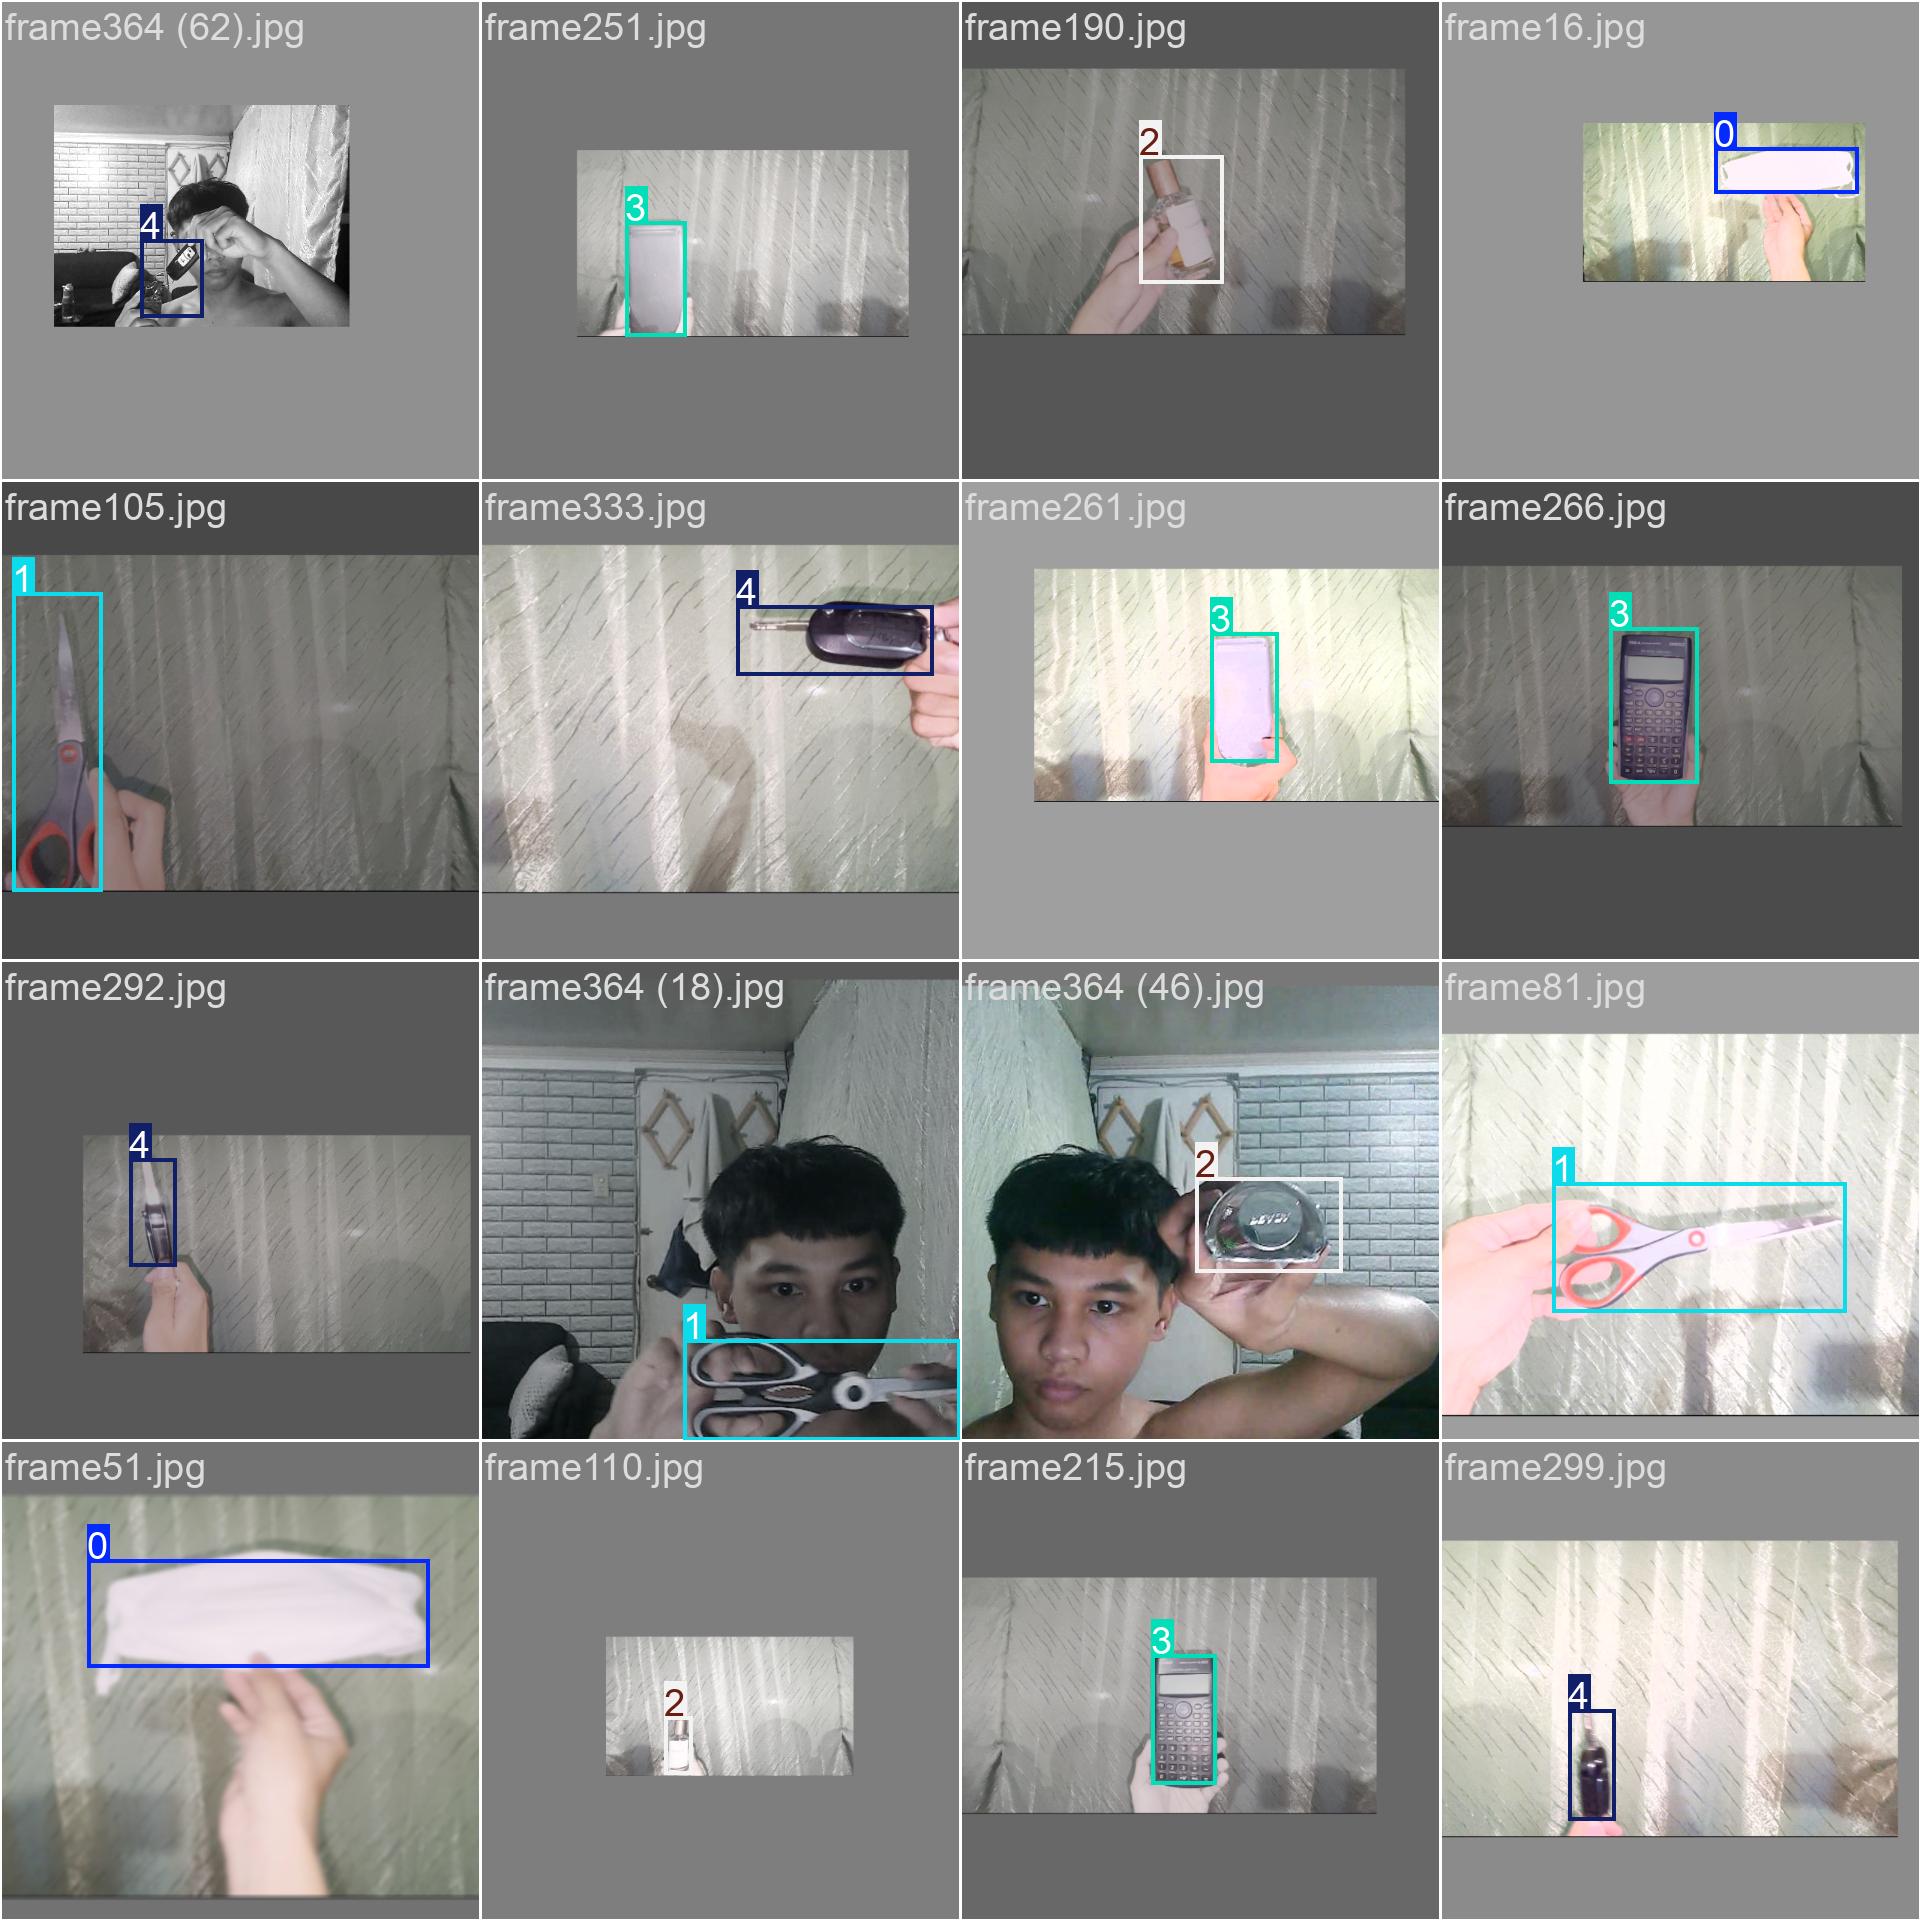 frame364 (62).jpg
4
frame251.jpg
3
frame190.jpg
2
frame16.jpg
0
frame105.jpg
1
frame333.jpg
4
frame261.jpg
3
frame266.jpg
3
frame292.jpg
4
frame364 (18).jpg
1
frame364 (46).jpg
2
frame81.jpg
1
frame51.jpg
0
frame110.jpg
2
frame215.jpg
3
frame299.jpg
4